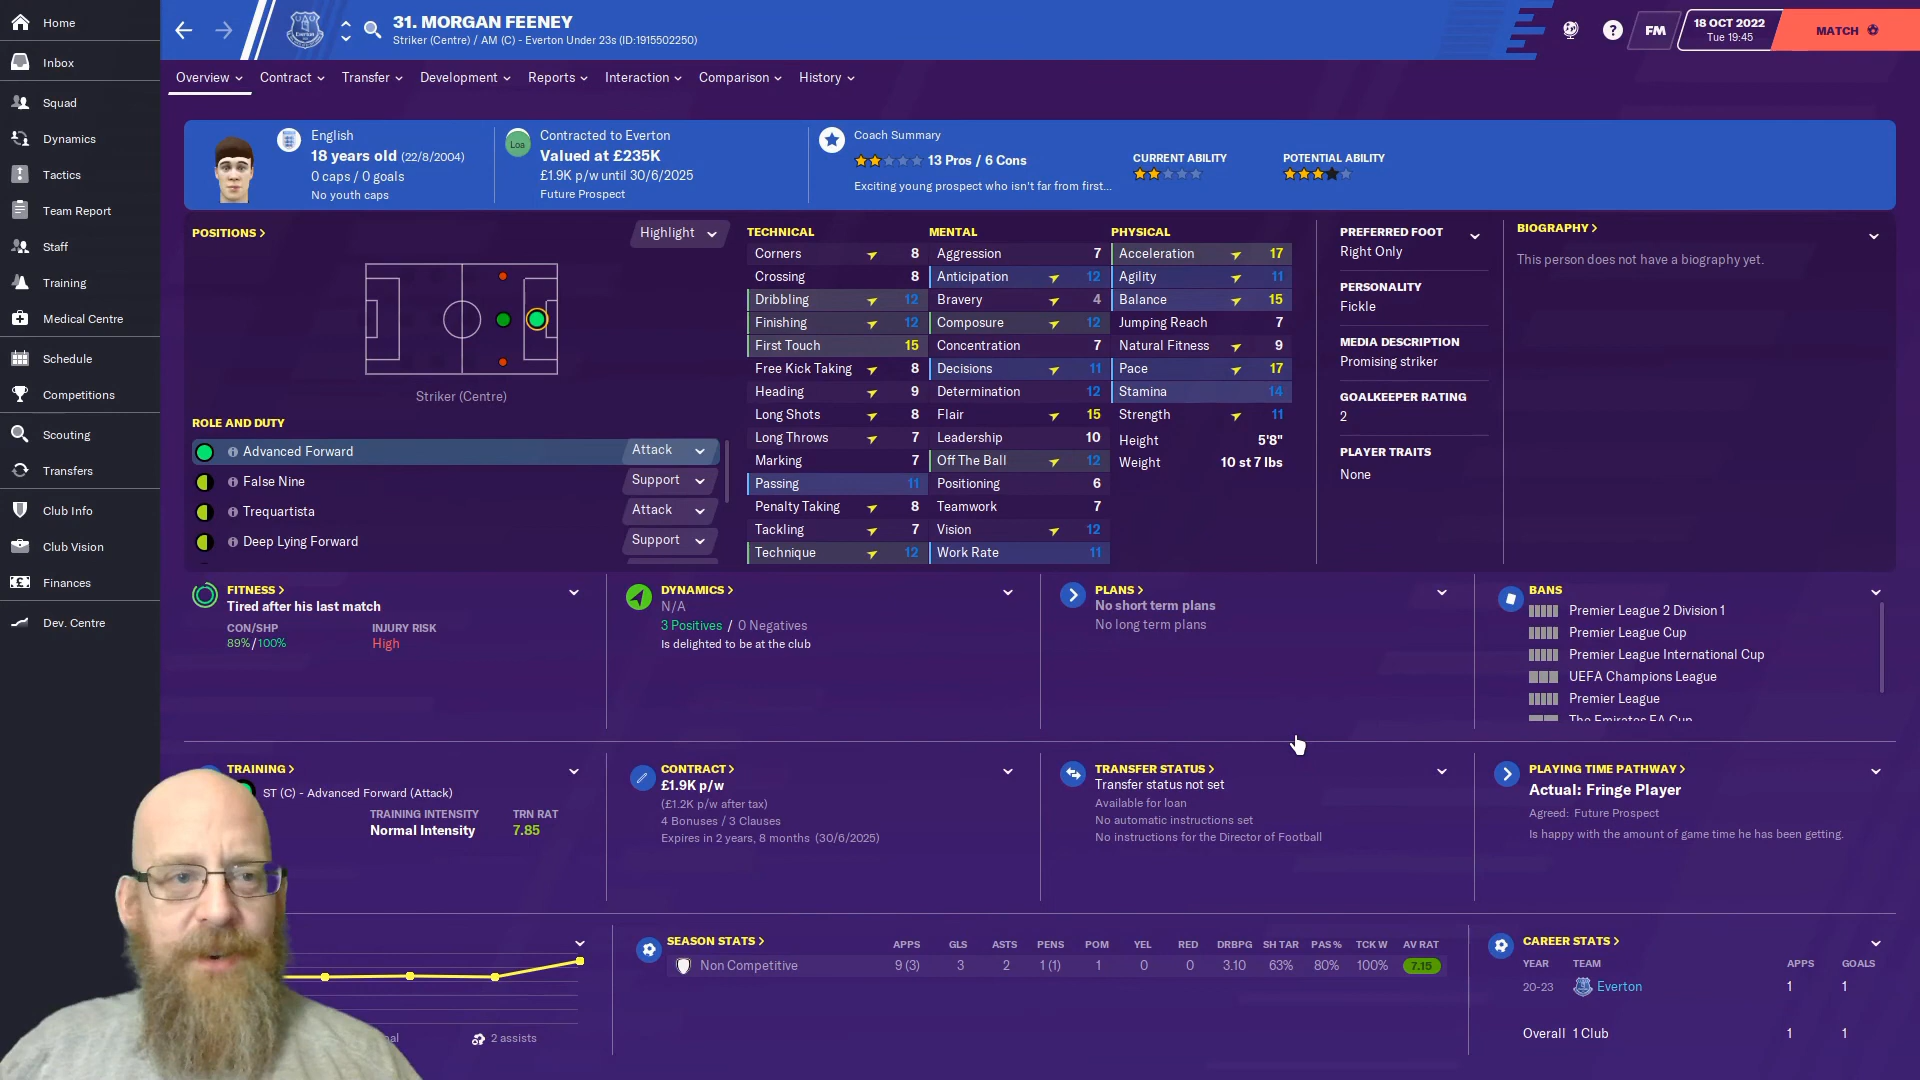 Home
Inbox
Squad
Dynamics
Tactics
Team Report
Staff
Training
Medical Centre
Schedule
Competitions
Scouting
Transfers
Club Info
Club Vision
Finances
Dev. Centre
31. MORGAN FEENEY
Striker (Centre) / AM (C) - Everton Under 23s (ID:1915502250)
FM
18 OCT 2022
Tue 19:45
MATCH
Overview Contract Transfer Development Reports Interaction Comparison History
English
18 years old (22/8/2004)
0 caps / 0 goals
No youth caps
Loa
Contracted to Everton
Valued at £235K
£1.9K p/w until 30/6/2025
Future Prospect
Coach Summary
13 Pros / 6 Cons
Exciting young prospect who isn't far from first...
CURRENT ABILITY
POTENTIAL ABILITY
POSITIONS >
Highlight
Striker (Centre)
ROLE AND DUTY
Advanced Forward Attack
False Nine Support
Trequartista Attack
Deep Lying Forward Support
TECHNICAL
Corners 8
Crossing 8
Dribbling 12
Finishing 12
First Touch 15
Free Kick Taking 8
Heading 9
Long Shots 8
Long Throws 7
Marking 7
Passing 11
Penalty Taking 8
Tackling 7
Technique 12
MENTAL
Aggression 7
Anticipation 12
Bravery 4
Composure 12
Concentration 7
Decisions 11
Determination 12
Flair 15
Leadership 10
Off The Ball 12
Positioning 6
Teamwork 7
Vision 12
Work Rate 11
PHYSICAL
Acceleration 17
Agility 11
Balance 15
Jumping Reach 7
Natural Fitness 9
Pace 17
Stamina 14
Strength 11
Height 5'8"
Weight 10 st 7 lbs
PREFERRED FOOT
Right Only
PERSONALITY
Fickle
MEDIA DESCRIPTION
Promising striker
GOALKEEPER RATING
2
PLAYER TRAITS
None
BIOGRAPHY >
This person does not have a biography yet.
FITNESS >
Tired after his last match
CON/SHP INJURY RISK
89%/100% High
DYNAMICS >
N/A
3 Positives / 0 Negatives
Is delighted to be at the club
PLANS >
No short term plans
No long term plans
BANS
Premier League 2 Division 1
Premier League Cup
Premier League International Cup
UEFA Champions League
Premier League
The Emirates FA Cup
TRAINING >
ST (C) - Advanced Forward (Attack)
TRAINING INTENSITY TRN RAT
Normal Intensity 7.85
CONTRACT >
£1.9K p/w
(£1.2K p/w after tax)
4 Bonuses / 3 Clauses
Expires in 2 years, 8 months (30/6/2025)
TRANSFER STATUS >
Transfer status not set
Available for loan
No automatic instructions set
No instructions for the Director of Football
PLAYING TIME PATHWAY >
Actual: Fringe Player
Agreed: Future Prospect
Is happy with the amount of game time he has been getting.
2 assists
SEASON STATS > APPS GLS ASTS PENS POM YEL RED DRBPG SH TAR PAS % TCK W AV RAT
Non Competitive 9 (3) 3 2 1 (1) 1 0 0 3.10 63% 80% 100% 7.15
CAREER STATS >
YEAR TEAM APPS GOALS
20-23 Everton 1 1
Overall 1 Club 1 1